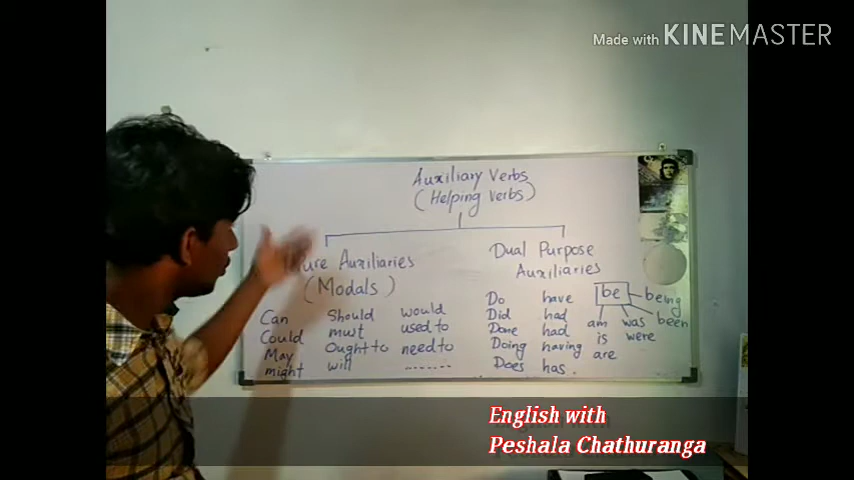 Made with KINEMASTER
Auxiliary Verbs
(Helping verbs)
Pure Auxiliaries
(Modals)
Can Should would
Could must used to
May Ought to need to
might will .......
Dual Purpose
Auxiliaries
Do have
Did had
Done had
Doing having
Does has.
be being
am was been
is were
are
English with
Peshala Chathuranga